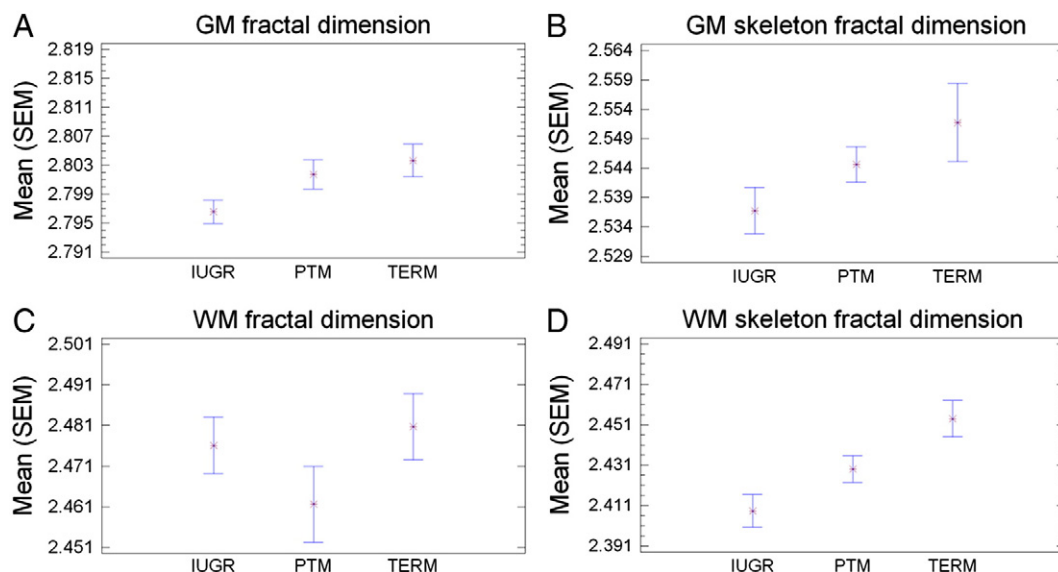 A
GM fractal dimension
Mean (SEM)
2.819
2.815
2.811
2.807
2.803
2.799
2.795
2.791
IUGR PTM TERM
B
GM skeleton fractal dimension
Mean (SEM)
2.564
2.559
2.554
2.549
2.544
2.539
2.534
2.529
IUGR PTM TERM
C
WM fractal dimension
Mean (SEM)
2.501
2.491
2.481
2.471
2.461
2.451
IUGR PTM TERM
D
WM skeleton fractal dimension
Mean (SEM)
2.491
2.471
2.451
2.431
2.411
2.391
IUGR PTM TERM